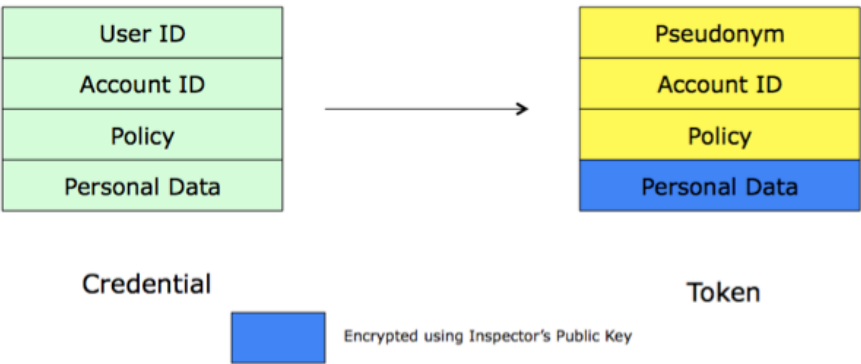 User ID
Account ID
Policy
Personal Data
Credential
Pseudonym
Account ID
Policy
Personal Data
Token
Encrypted using Inspector's Public Key